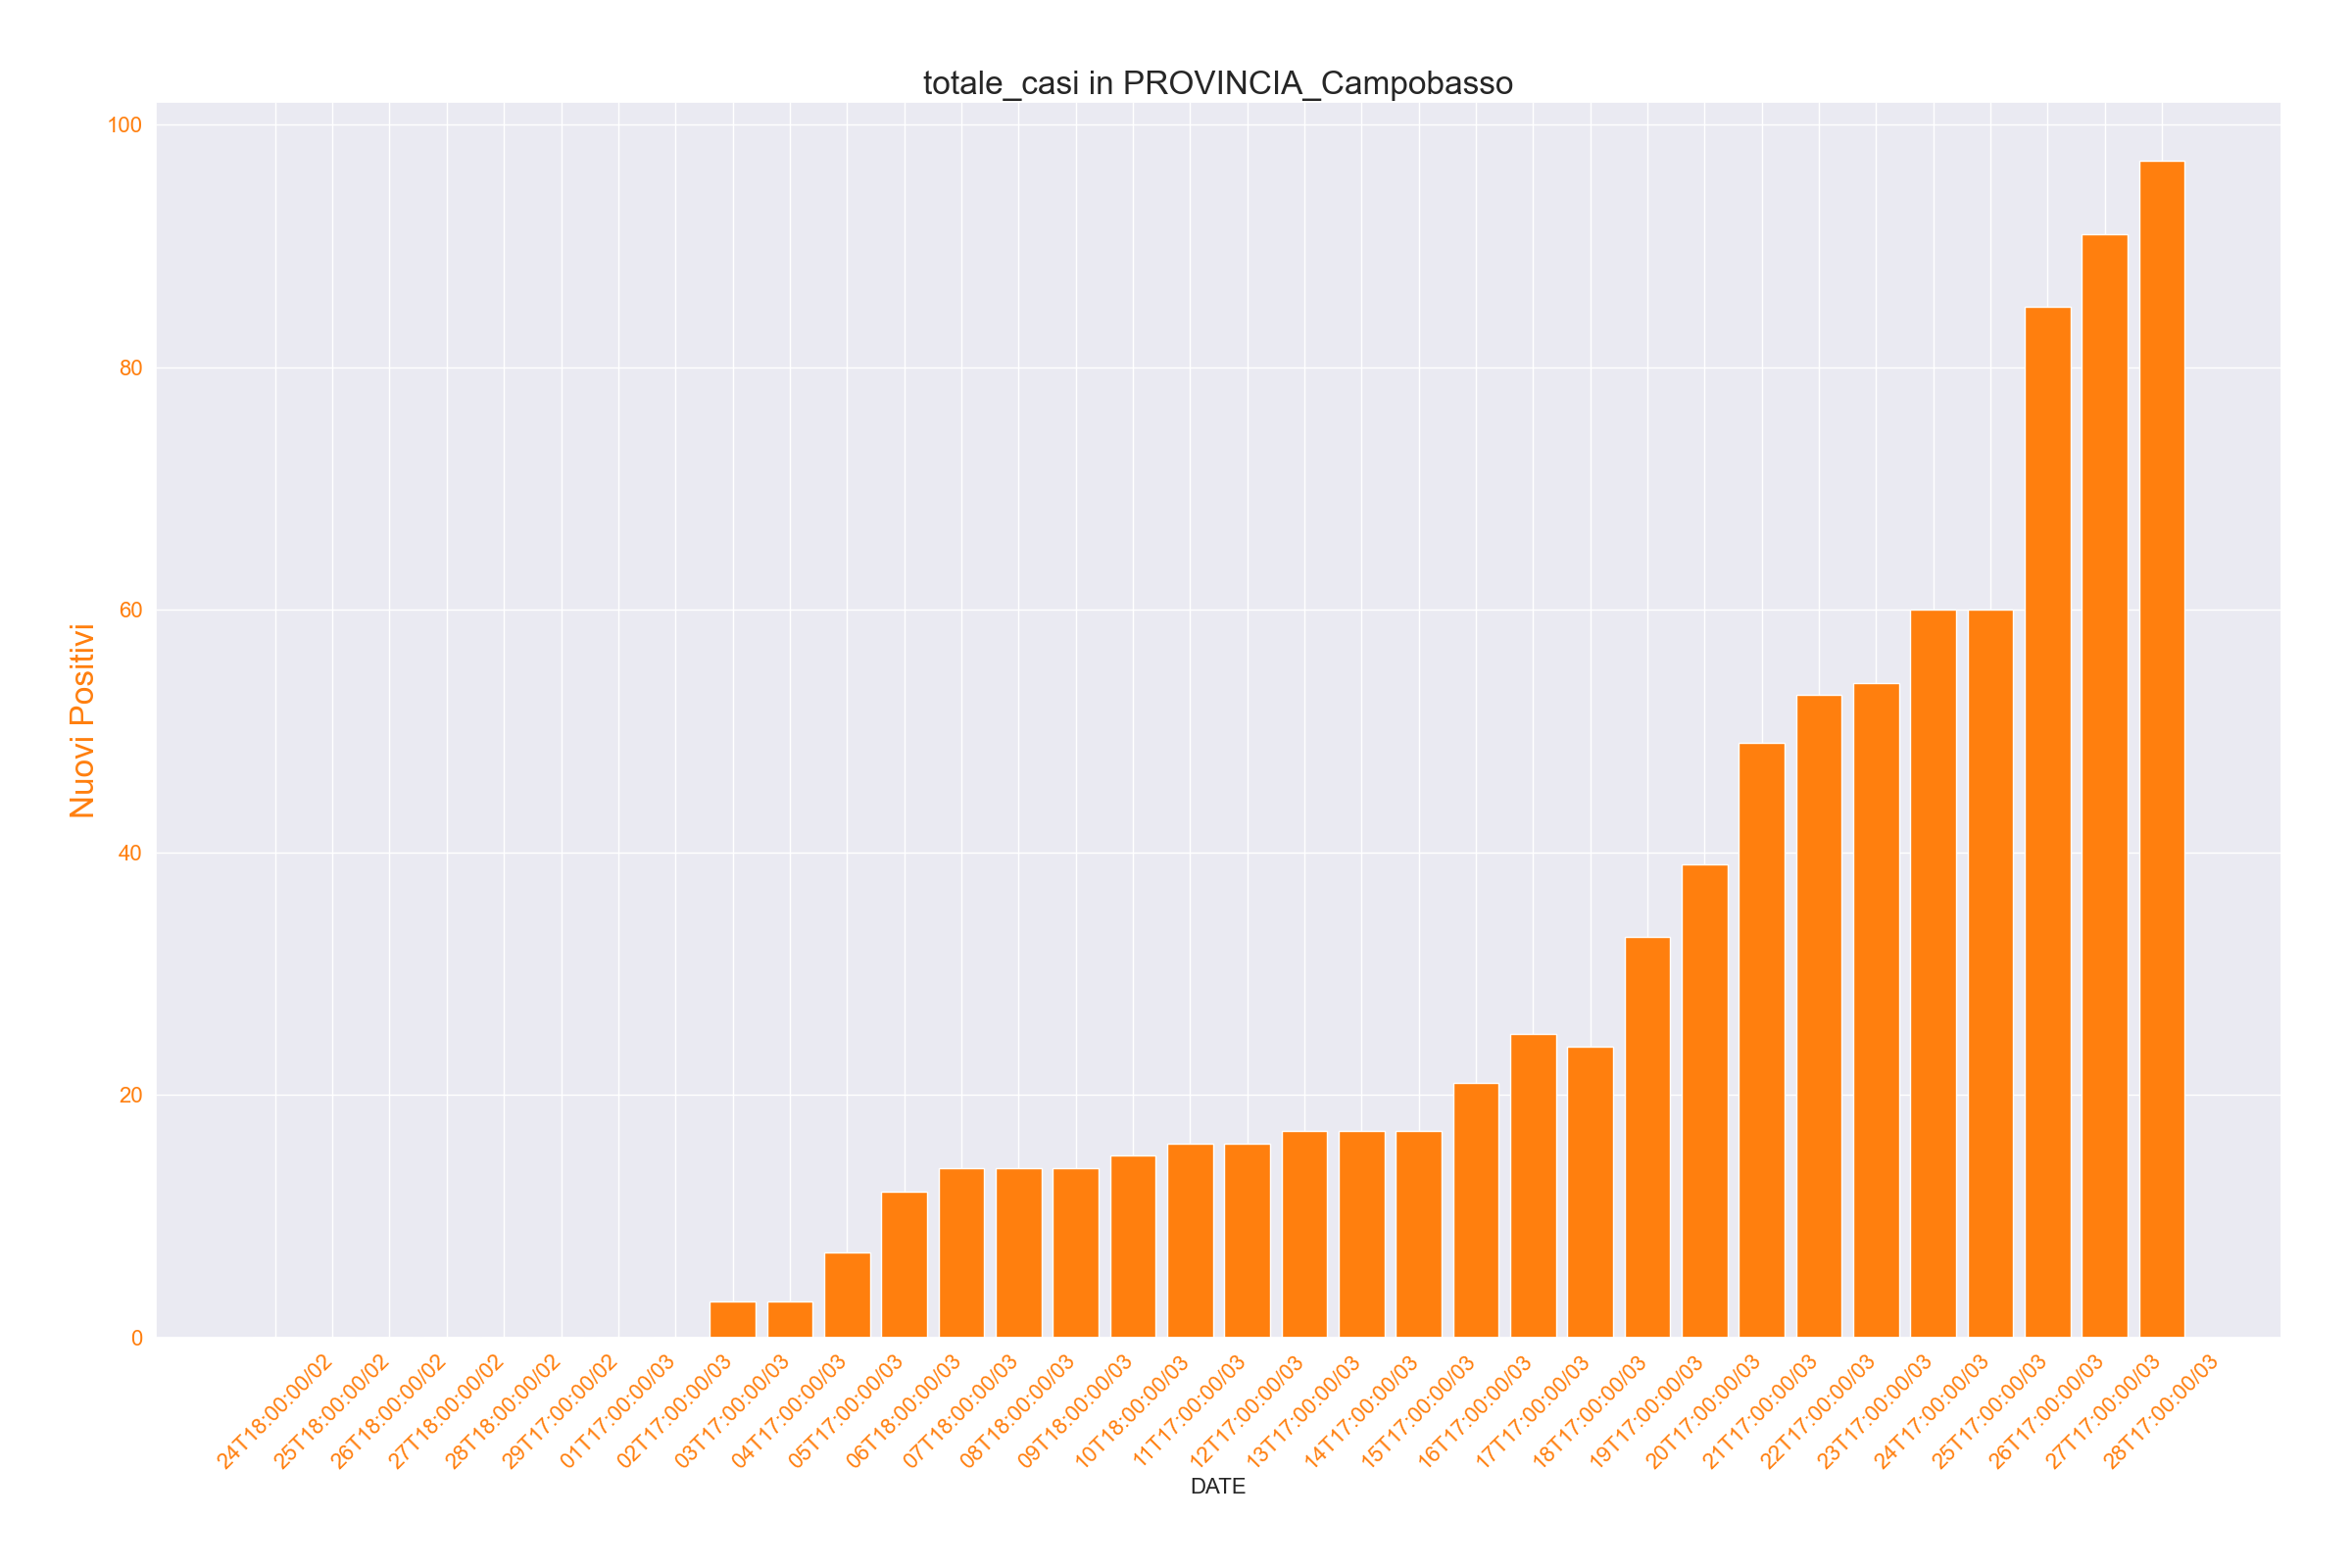 totale_casi in PROVINCIA_Campobasso
100
80
60
40
20
0
Nuovi Positivi
24T18:00:00/02
25T18:00:00/02
26T18:00:00/02
27T18:00:00/02
28T18:00:00/02
29T17:00:00/02
01T17:00:00/03
02T17:00:00/03
03T17:00:00/03
04T17:00:00/03
05T17:00:00/03
06T18:00:00/03
07T18:00:00/03
08T18:00:00/03
09T18:00:00/03
10T18:00:00/03
11T17:00:00/03
12T17:00:00/03
13T17:00:00/03
14T17:00:00/03
15T17:00:00/03
16T17:00:00/03
17T17:00:00/03
18T17:00:00/03
19T17:00:00/03
20T17:00:00/03
21T17:00:00/03
22T17:00:00/03
23T17:00:00/03
24T17:00:00/03
25T17:00:00/03
26T17:00:00/03
27T17:00:00/03
28T17:00:00/03
DATE